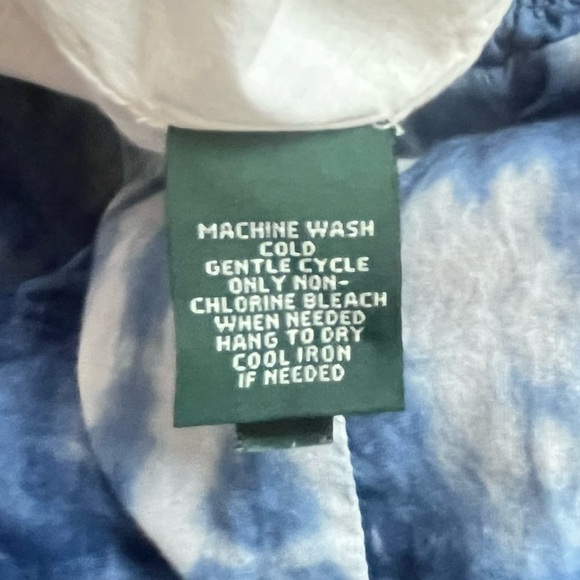 MACHINE WASH
COLD
GENTLE CYCLE
ONLY NON-
CHLORINE BLEACH
WHEN NEEDED
HANG TO DRY
COOL IRON
IF NEEDED